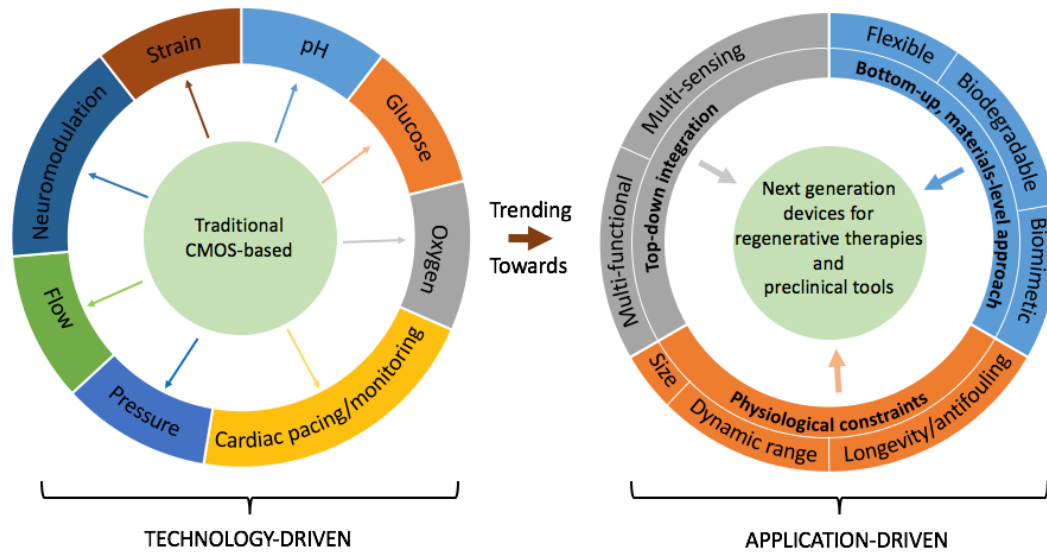 Strain
pH
Glucose
Oxygen
Cardiac pacing/monitoring
Pressure
Flow
Neuromodulation
Traditional
CMOS-based
TECHNOLOGY-DRIVEN
Trending
Towards
Multi-functional
Multi-sensing
Top-down integration
Flexible
Biodegradable
Biomimetic
Bottom-up, materials-level approach
Next generation
devices for
regenerative therapies
and
preclinical tools
Physiological constraints
Size
Dynamic range
Longevity/antifouling
APPLICATION-DRIVEN